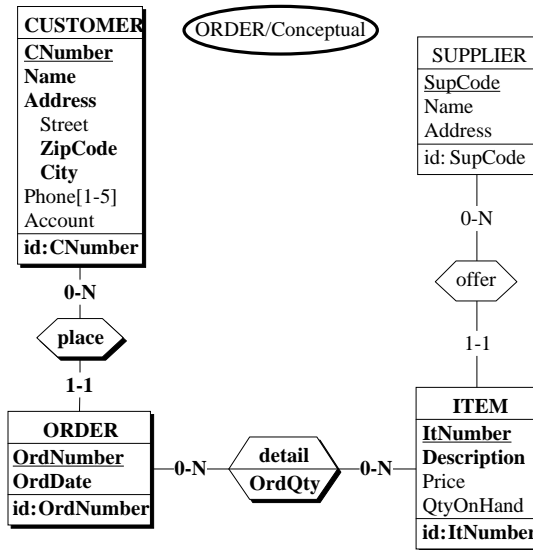 CUSTOMER
CNumber
Name
Address
Street
ZipCode
City
Phone[1-5]
Account
id:CNumber
ORDER/Conceptual
SUPPLIER
SupCode
Name
Address
id: SupCode
0-N
place
1-1
0-N
offer
1-1
ORDER
OrdNumber
OrdDate
id:OrdNumber
0-N
detail
OrdQty
0-N
ITEM
ItNumber
Description
Price
QtyOnHand
id:ItNumber